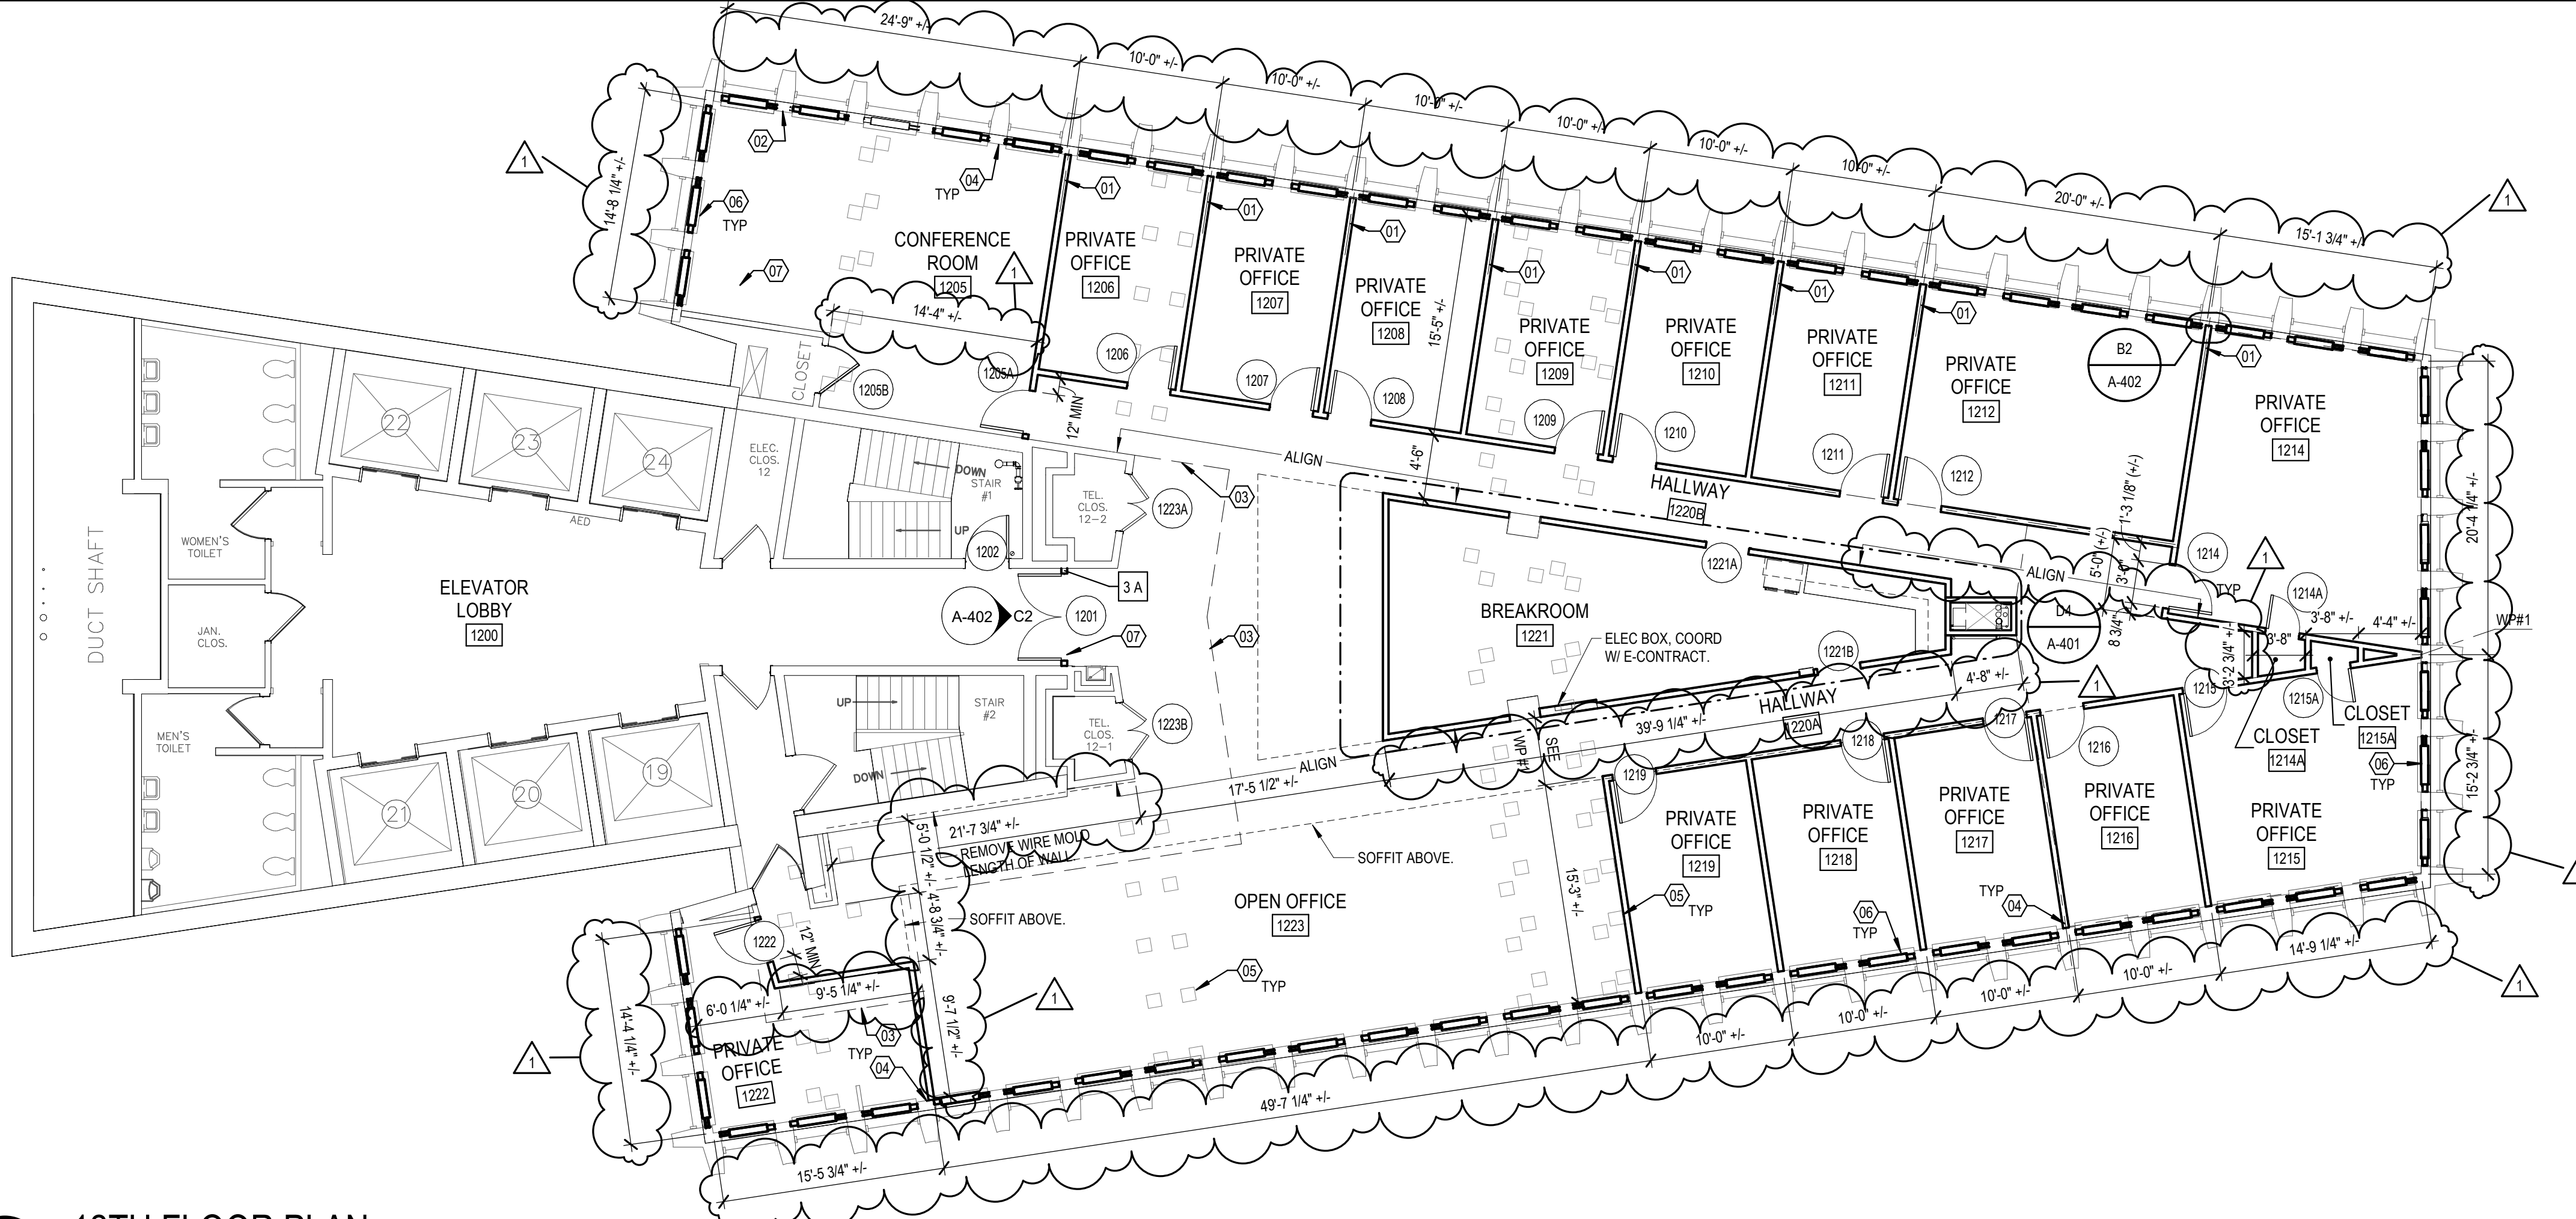 24'-9" +/-
10'-0" +/-
10'-0" +/-
10'-0" +/-
10'-0" +/-
10'-0" +/-
10'-0" +/-
20'-0" +/-
15'-1 3/4" +/-
1
14'-8 1/4" +/-
1
02
04
TYP
06
TYP
01
01
01
01
01
01
01
01
07
CONFERENCE
ROOM
1205
1
14'-4" +/-
PRIVATE
OFFICE
1206
PRIVATE
OFFICE
1207
PRIVATE
OFFICE
1208
15'-5" +/-
PRIVATE
OFFICE
1209
PRIVATE
OFFICE
1210
PRIVATE
OFFICE
1211
PRIVATE
OFFICE
1212
B2
A-402
PRIVATE
OFFICE
1214
CLOSET
1205B
1205A
12" MIN
1206
1207
1208
1209
1210
1211
1212
1214
22
23
24
AED
ELEC.
CLOS.
12
DOWN
STAIR
#1
UP
1202
TEL.
CLOS.
12-2
1223A
03
ALIGN
4'-6"
HALLWAY
1220B
1'-3 1/8" (+/-)
5'-0" (+/-)
3'-0"
20'-4 1/4" +/-
ALIGN
TYP
1
1214A
DUCT SHAFT
WOMEN'S
TOILET
JAN.
CLOS.
MEN'S
TOILET
ELEVATOR
LOBBY
1200
A-402
C2
3 A
1201
07
03
BREAKROOM
1221
1221A
ELEC BOX, COORD
W/ E-CONTRACT.
1221B
D4
A-401
8 3/4"
3'-2 3/4" +/-
3'-8"
3'-8" +/-
4'-4" +/-
WP#1
4'-8" +/-
1
HALLWAY
1220A
39'-9 1/4" +/-
1215
1215A
CLOSET
1215A
CLOSET
1214A
06
TYP
15'-2 3/4" +/-
UP
STAIR
#2
DOWN
TEL.
CLOS.
12-1
1223B
ALIGN
17'-5 1/2" +/-
SEE
WP #1
1219
1218
1217
1216
21
20
19
21'-7 3/4" +/-
REMOVE WIRE MOLD
LENGTH OF WALL.
5'-0 1/2" +/-
4'-8 3/4" +/-
SOFFIT ABOVE.
SOFFIT ABOVE.
OPEN OFFICE
1223
15'-3" +/-
PRIVATE
OFFICE
1219
PRIVATE
OFFICE
1218
PRIVATE
OFFICE
1217
PRIVATE
OFFICE
1216
PRIVATE
OFFICE
1215
05
TYP
06
TYP
TYP
04
1222
12" MIN
9'-5 1/4" +/-
6'-0 1/4" +/-
9'-7 1/2" +/-
1
05
TYP
14'-4 1/4" +/-
1
PRIVATE
OFFICE
1222
03
TYP
04
15'-5 3/4" +/-
49'-7 1/4" +/-
10'-0" +/-
10'-0" +/-
10'-0" +/-
10'-0" +/-
14'-9 1/4" +/-
1